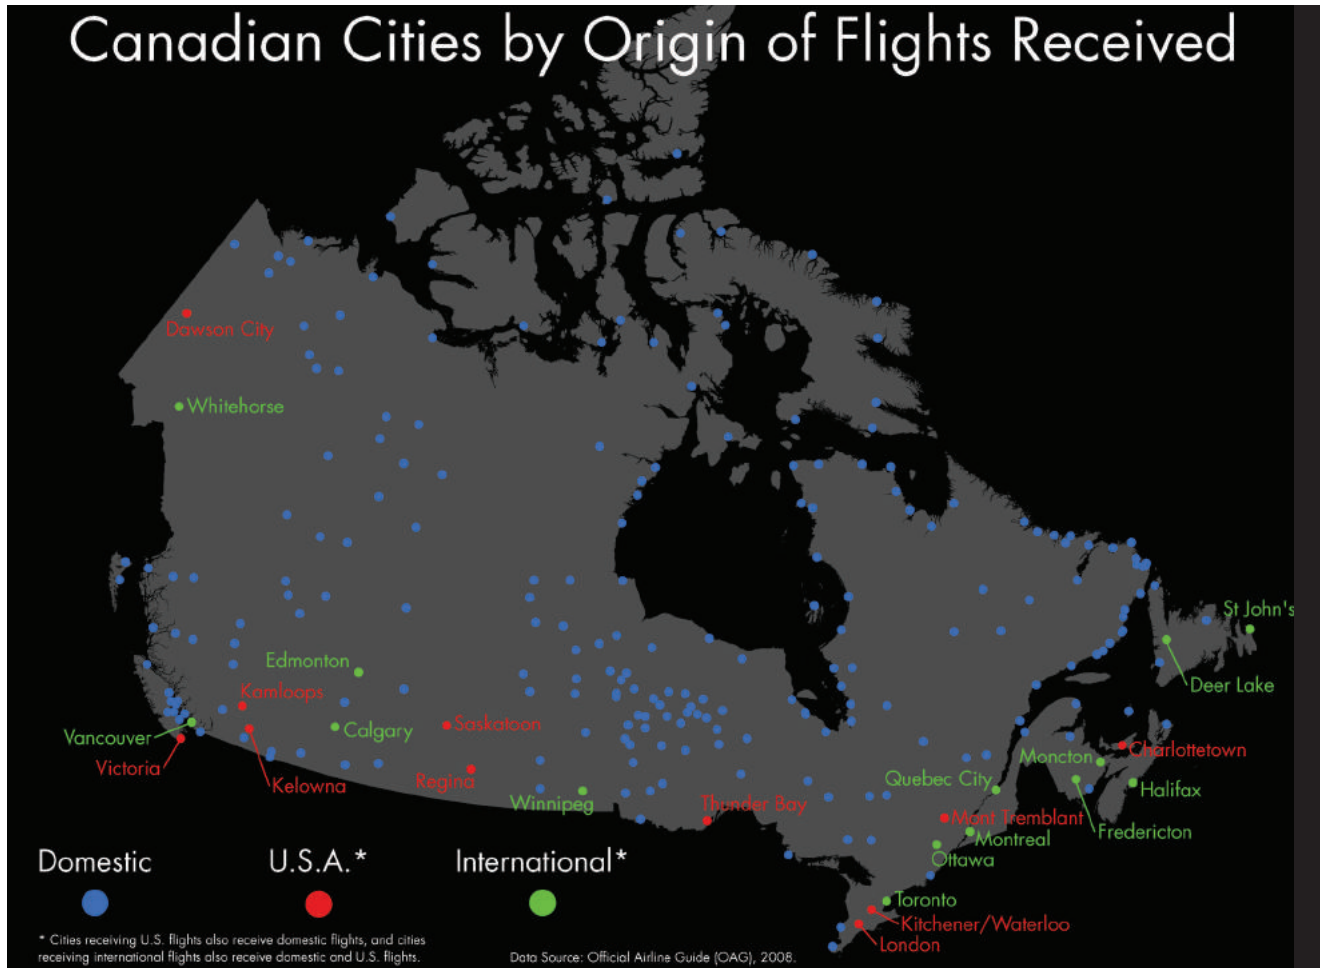 Canadian Cities by Origin of Flights Received
Dawson City
Whitehorse
St John's
Edmonton
Deer Lake
Kamloops
Saskatoon
Calgary
Vancouver
Charlottetown
Moncton
Victoria
Quebec City
Regina
Kelowna
Halifax
Winnipeg
Thunder Bay
Mont Tremblant
Fredericton
Montreal
Ottawa
Domestic
U.S.A.*
International*
Toronto
Kitchener/Waterloo
London
* Cities receiving U.S. flights also receive domestic flights, and cities
receiving international flights also receive domestic and U.S. flights.
Data Source: Official Airline Guide (OAG), 2008.